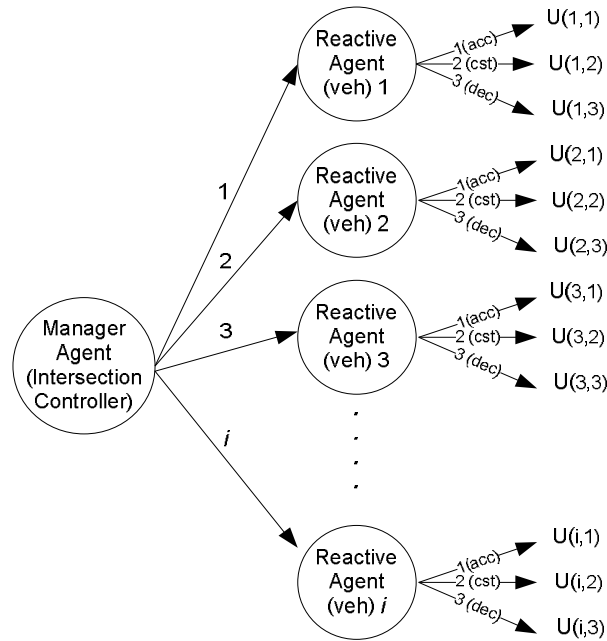 Reactive
Agent
(veh) 1
1(acc)
2 (cst)
3 (dec)
U(1,1)
U(1,2)
U(1,3)
1
Reactive
Agent
(veh) 2
1(acc)
2 (cst)
3 (dec)
U(2,1)
U(2,2)
U(2,3)
2
Manager
Agent
(Intersection
Controller)
3
Reactive
Agent
(veh) 3
1(acc)
2 (cst)
3 (dec)
U(3,1)
U(3,2)
U(3,3)
i
Reactive
Agent
(veh) i
1(acc)
2 (cst)
3 (dec)
U(i,1)
U(i,2)
U(i,3)